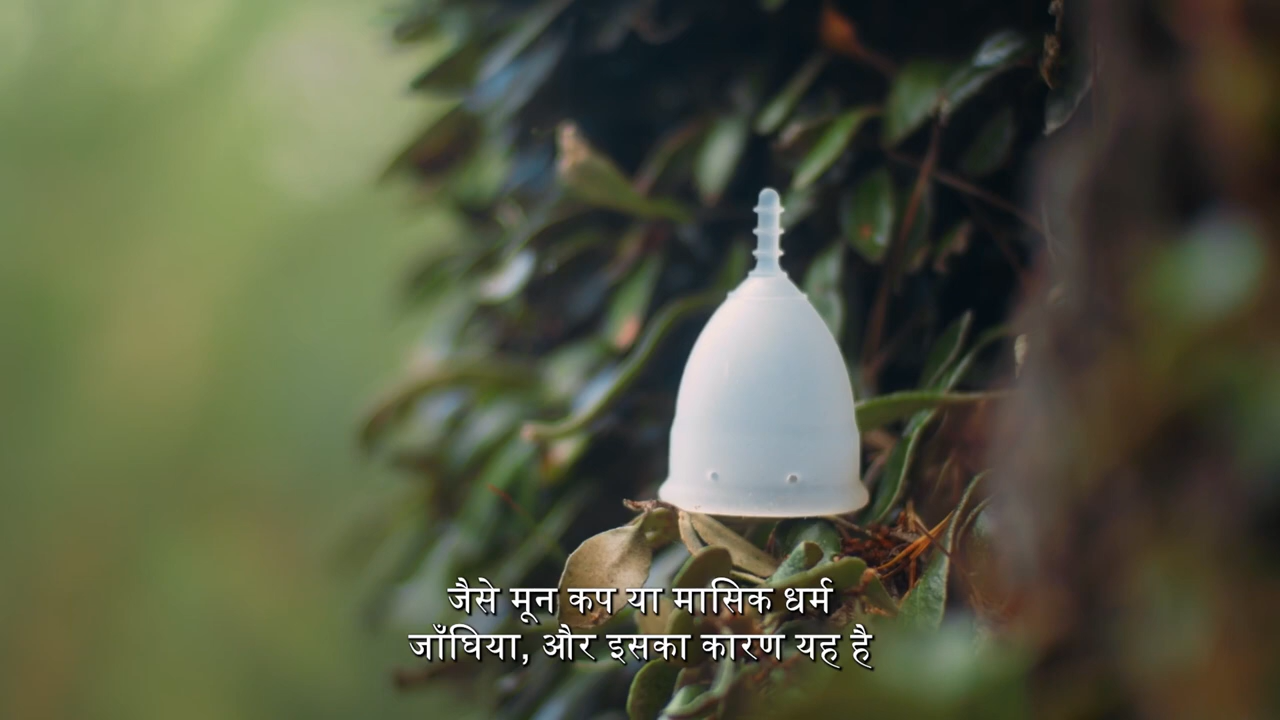 जैसे मून कप या मासिक धर्म
जाँघिया, और इसका कारण यह है